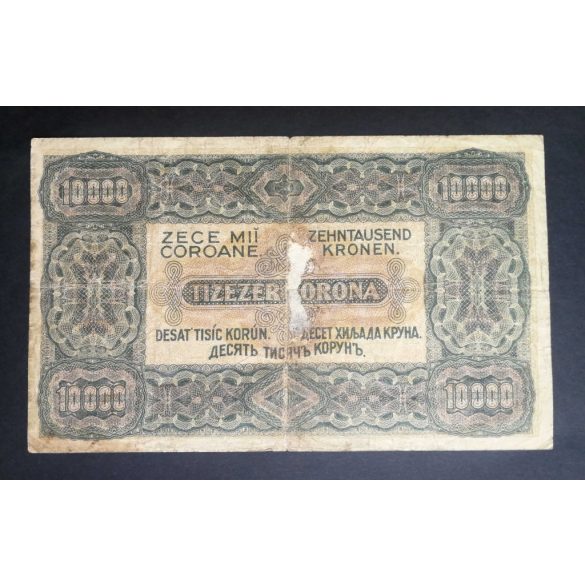 10000 10000
ZECE MII ZEHNTAUSEND
COROANE. KRONEN.
TIZEZER KORONA
DESAT TISÍC KORÚN. ДЕСЕТ ХИЉАДА КРУНА.
ДЕСЯТЬ ТИСЯЧЪ КОРУНЪ.
10000 10000